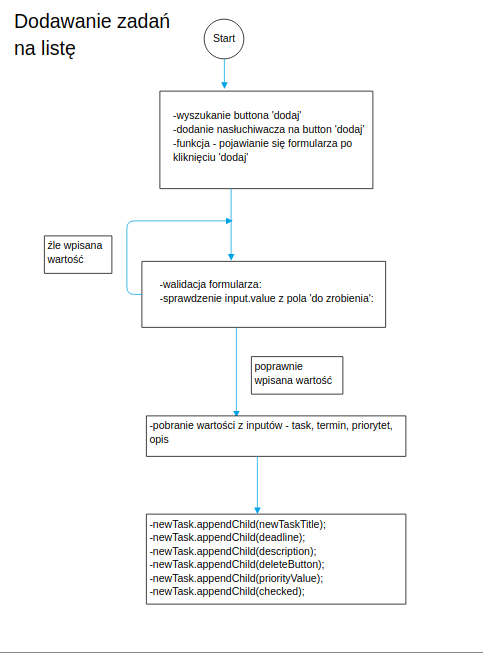 Dodawanie zadań
na listę
Start
-wyszukanie buttona 'dodaj'
-dodanie nasłuchiwacza na button 'dodaj'
-funkcja - pojawianie się formularza po
kliknięciu 'dodaj'
źle wpisana
wartość
-walidacja formularza:
-sprawdzenie input.value z pola 'do zrobienia':
poprawnie
wpisana wartość
-pobranie wartości z inputów - task, termin, priorytet,
opis
-newTask.appendChild(newTaskTitle);
-newTask.appendChild(deadline);
-newTask.appendChild(description);
-newTask.appendChild(deleteButton);
-newTask.appendChild(priorityValue);
-newTask.appendChild(checked);